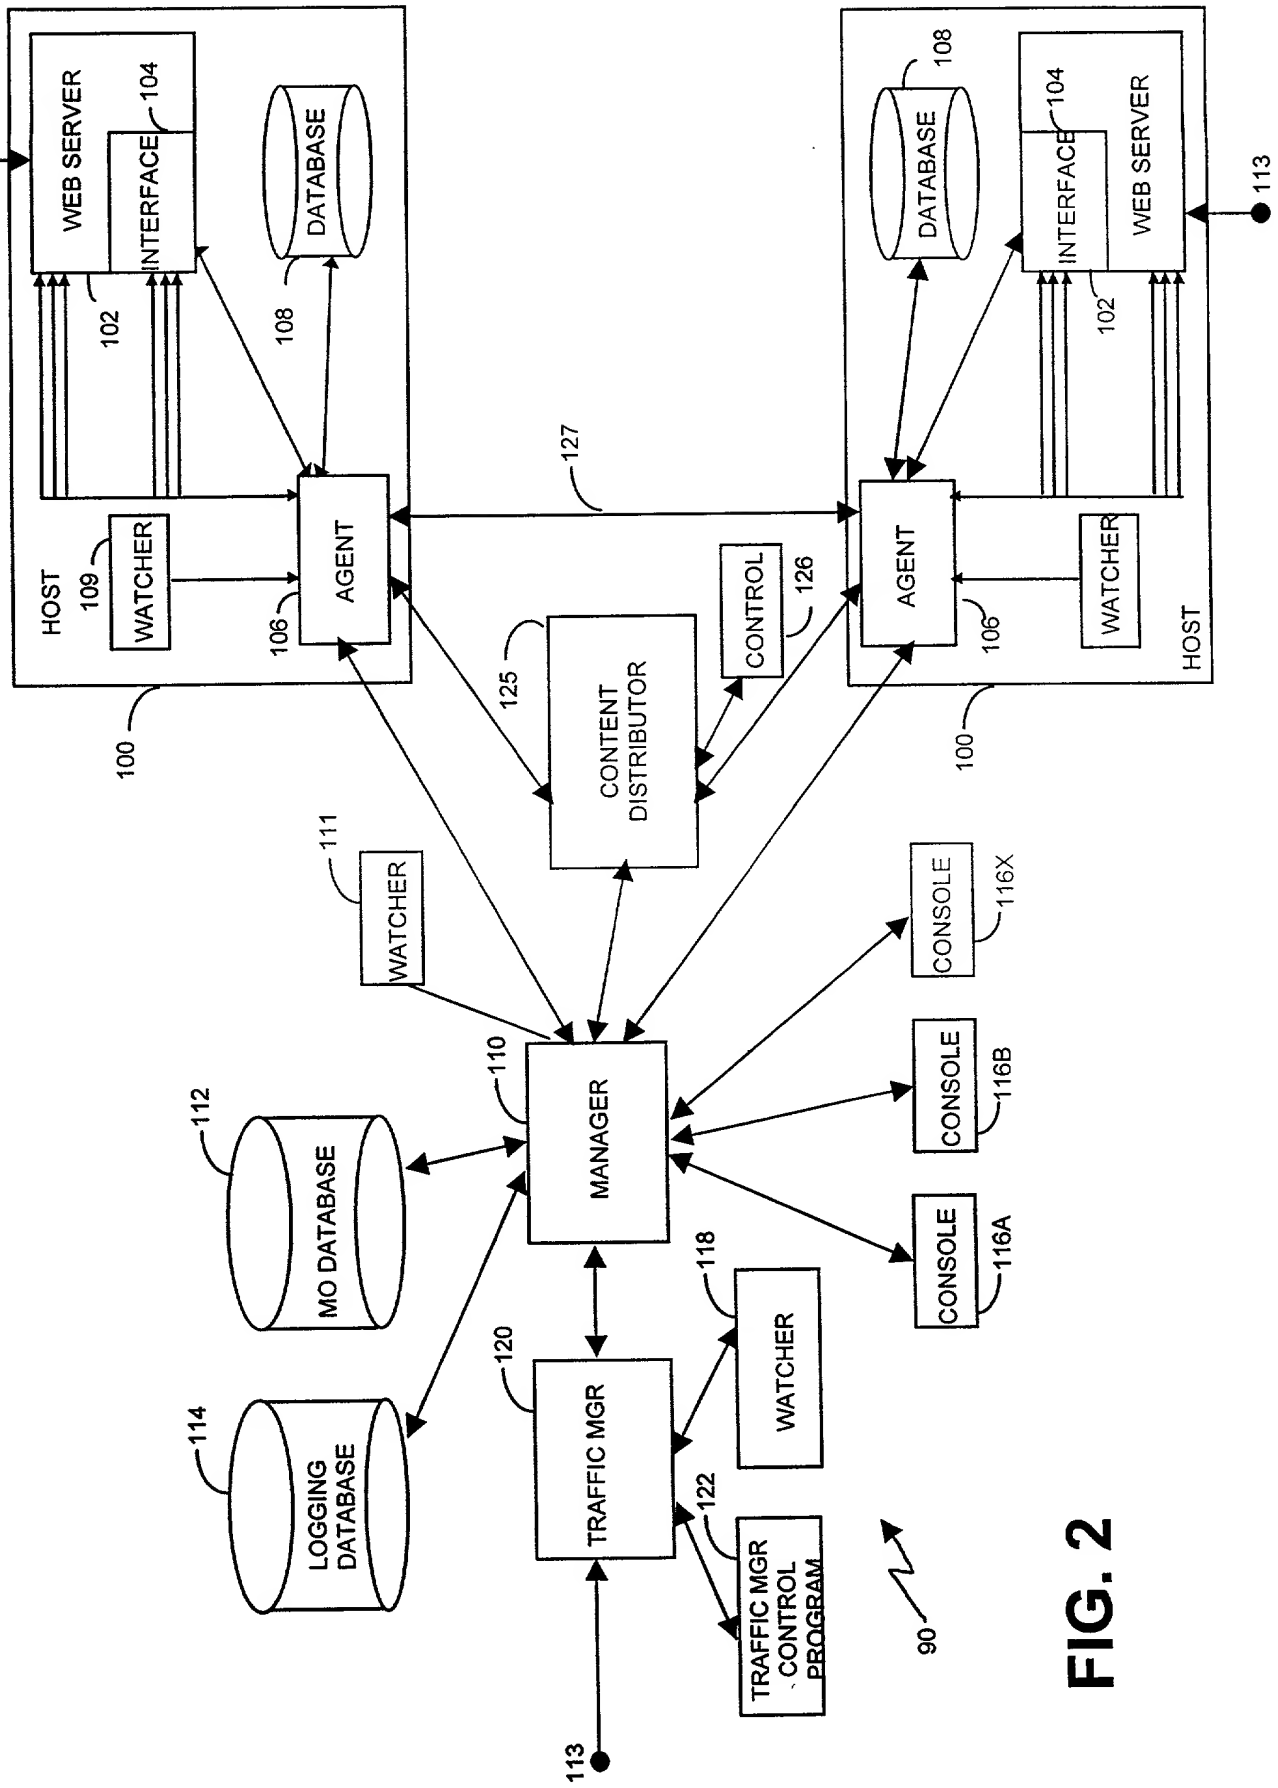 113
TRAFFIC MGR
120
TRAFFIC MGR
CONTROL
PROGRAM
122
WATCHER
118
LOGGING
DATABASE
114
MO DATABASE
112
MANAGER
110
WATCHER
111
CONSOLE
116A
CONSOLE
116B
CONSOLE
116X
CONTENT
DISTRIBUTOR
125
CONTROL
126
127
100
HOST
WATCHER
109
AGENT
106
WEB SERVER
INTERFACE
102
104
DATABASE
108
100
HOST
WATCHER
AGENT
106
DATABASE
108
INTERFACE
104
WEB SERVER
102
113
90
FIG. 2